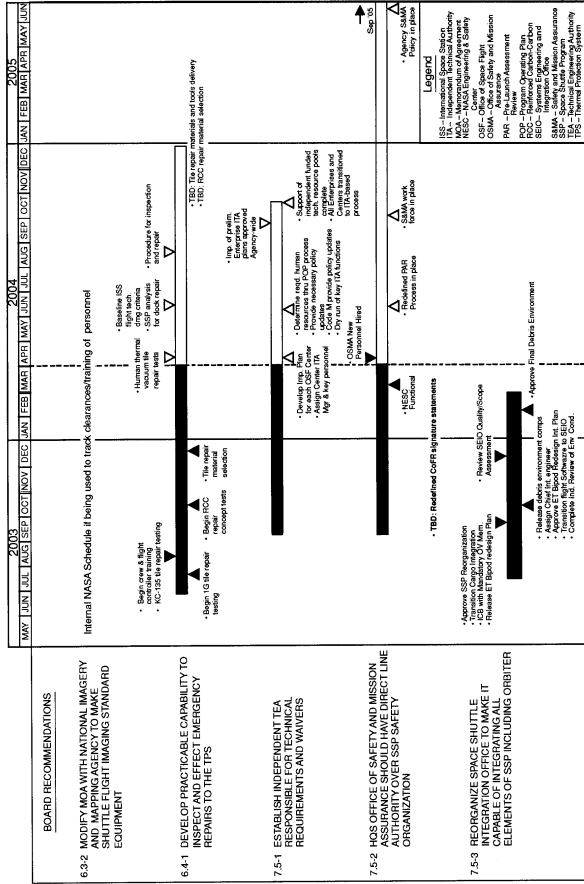 2003
2004
2005
MAY JUN JUL AUG SEP OCT NOV DEC JAN FEB MAR APR MAY JUN JUL AUG SEP OCT NOV DEC JAN FEB MAR APR MAY JUN
BOARD RECOMMENDATIONS
6.3-2 MODIFY MOA WITH NATIONAL IMAGERY
AND MAPPING AGENCY TO MAKE
SHUTTLE FLIGHT IMAGING STANDARD
EQUIPMENT
Internal NASA Schedule if being used to track clearances/training of personnel
6.4-1 DEVELOP PRACTICABLE CAPABILITY TO
INSPECT AND EFFECT EMERGENCY
REPAIRS TO THE TPS
• Begin crew & flight
controller training
• KC-135 tile repair testing
• Begin 1G tile repair
testing
• Begin RCC
repair
concept tests
• Tile repair
material
selection
• Human thermal
vacuum tile
repair tests
• Baseline ISS
flight tech.
dmg criteria
• SSP analysis
for dock repair
• Procedure for inspection
and repair
• TBD: Tile repair materials and tools delivery
• TBD: RCC repair material selection
7.5-1 ESTABLISH INDEPENDENT TEA
RESPONSIBLE FOR TECHNICAL
REQUIREMENTS AND WAIVERS
• Develop Imp. Plan
for each OSF Center
• Assign Center ITA
Mgr & key personnel
Determine reqd. human
resources thru POP process
• Provide necessary policy
updates
• Code M provide policy updates
• Dry run of key ITA functions
• Imp. of prelim.
Enterprise ITA
plans approved
Agency-wide
• Support of
independent funded
tech. resource pools
complete
• All Enterprises and
Centers transitioned
to ITA-based
process
7.5-2 HQS OFFICE OF SAFETY AND MISSION
ASSURANCE SHOULD HAVE DIRECT LINE
AUTHORITY OVER SSP SAFETY
ORGANIZATION
• OSMA New
Personnel Hired
• NESC
Functional
• TBD: Redefined CoFR signature statements
• Redefined PAR
Process in place
• S&MA work
force in place
• Agency S&MA
Policy in place
Sep '05
7.5-3 REORGANIZE SPACE SHUTTLE
INTEGRATION OFFICE TO MAKE IT
CAPABLE OF INTEGRATING ALL
ELEMENTS OF SSP INCLUDING ORBITER
• Approve SSP Reorganization
• Transition Cargo Integration
• ICB with Mandatory OV Mem
• Release ET Bipod redesign Plan
• Review SEIO Quality/Scope
Assessment
• Release debris environment comps
• Assign Chief Int. engineer
• Approve ET Bipod Redesign Int. Plan
• Transition flight Softwazre to SEIO
• Complete Ind. Review of Env Cond.
• Approve Final Debris Environment
Legend
ISS – International Space Station
ITA – Independent Technical Authority
MOA – Memorandum of Agreement
NESC – NASA Engineering & Safety
Center
OSF – Office of Space Flight
OSMA – Office of Safety and Mission
Assurance
PAR – Pre-Launch Assessment
Review
POP – Program Operating Plan
RCC – Reinforced Carbon-Carbon
SEIO – Systems Engineering and
Integration Office
S&MA – Safety and Mission Assurance
SSP – Space Shuttle Program
TEA – Technical Engineering Authority
TPS – Thermal Protection System